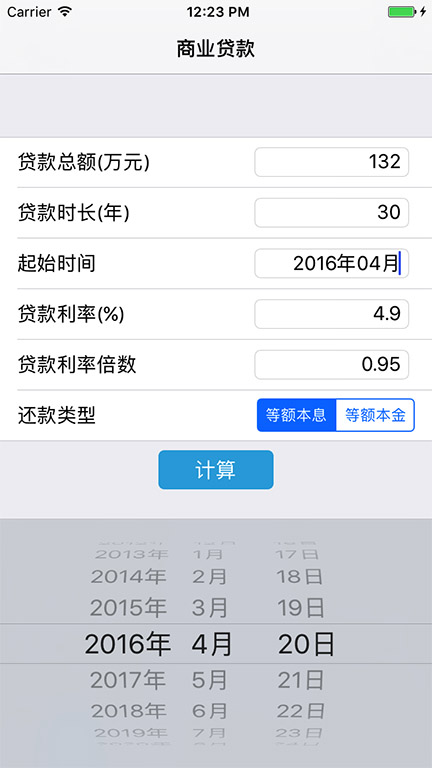 Carrier 12:23 PM
商业贷款
贷款总额(万元) 132
贷款时长(年) 30
起始时间 2016年04月
贷款利率(%) 4.9
贷款利率倍数 0.95
还款类型 等额本息 等额本金
计算
2013年 1月 17日
2014年 2月 18日
2015年 3月 19日
2016年 4月 20日
2017年 5月 21日
2018年 6月 22日
2019年 7月 23日